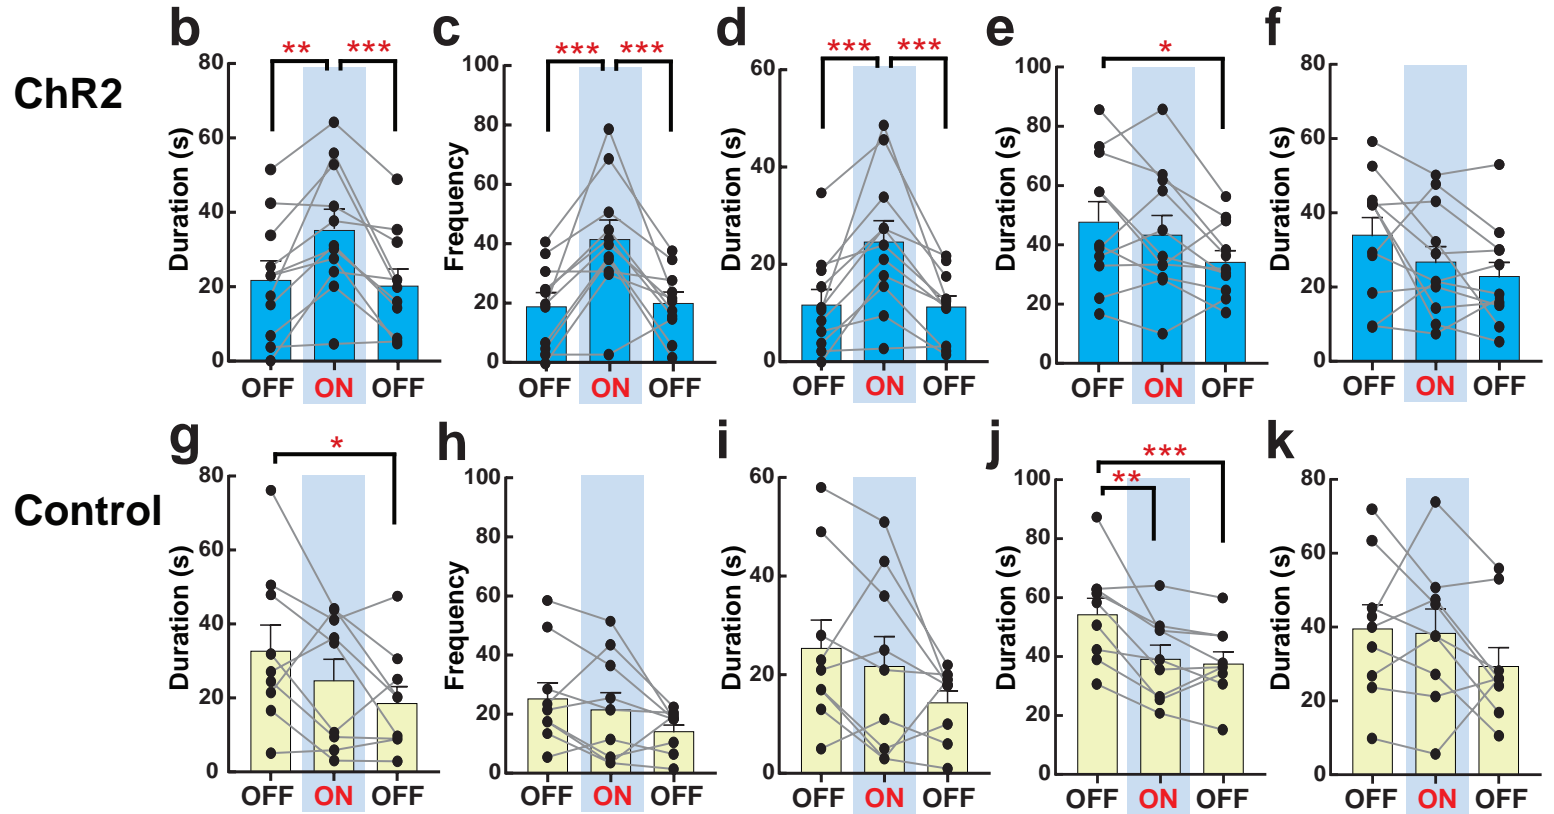 b c d e f
ChR2
** *** *** *** *** *** *
Duration (s) 80 60 40 20 0 OFF ON OFF
Frequency 100 80 60 40 20 0 OFF ON OFF
Duration (s) 60 40 20 0 OFF ON OFF
Duration (s) 100 80 60 40 20 0 OFF ON OFF
Duration (s) 80 60 40 20 0 OFF ON OFF
g h i j k
Control
* *** **
Duration (s) 80 60 40 20 0 OFF ON OFF
Frequency 100 80 60 40 20 0 OFF ON OFF
Duration (s) 60 40 20 0 OFF ON OFF
Duration (s) 100 80 60 40 20 0 OFF ON OFF
Duration (s) 80 60 40 20 0 OFF ON OFF